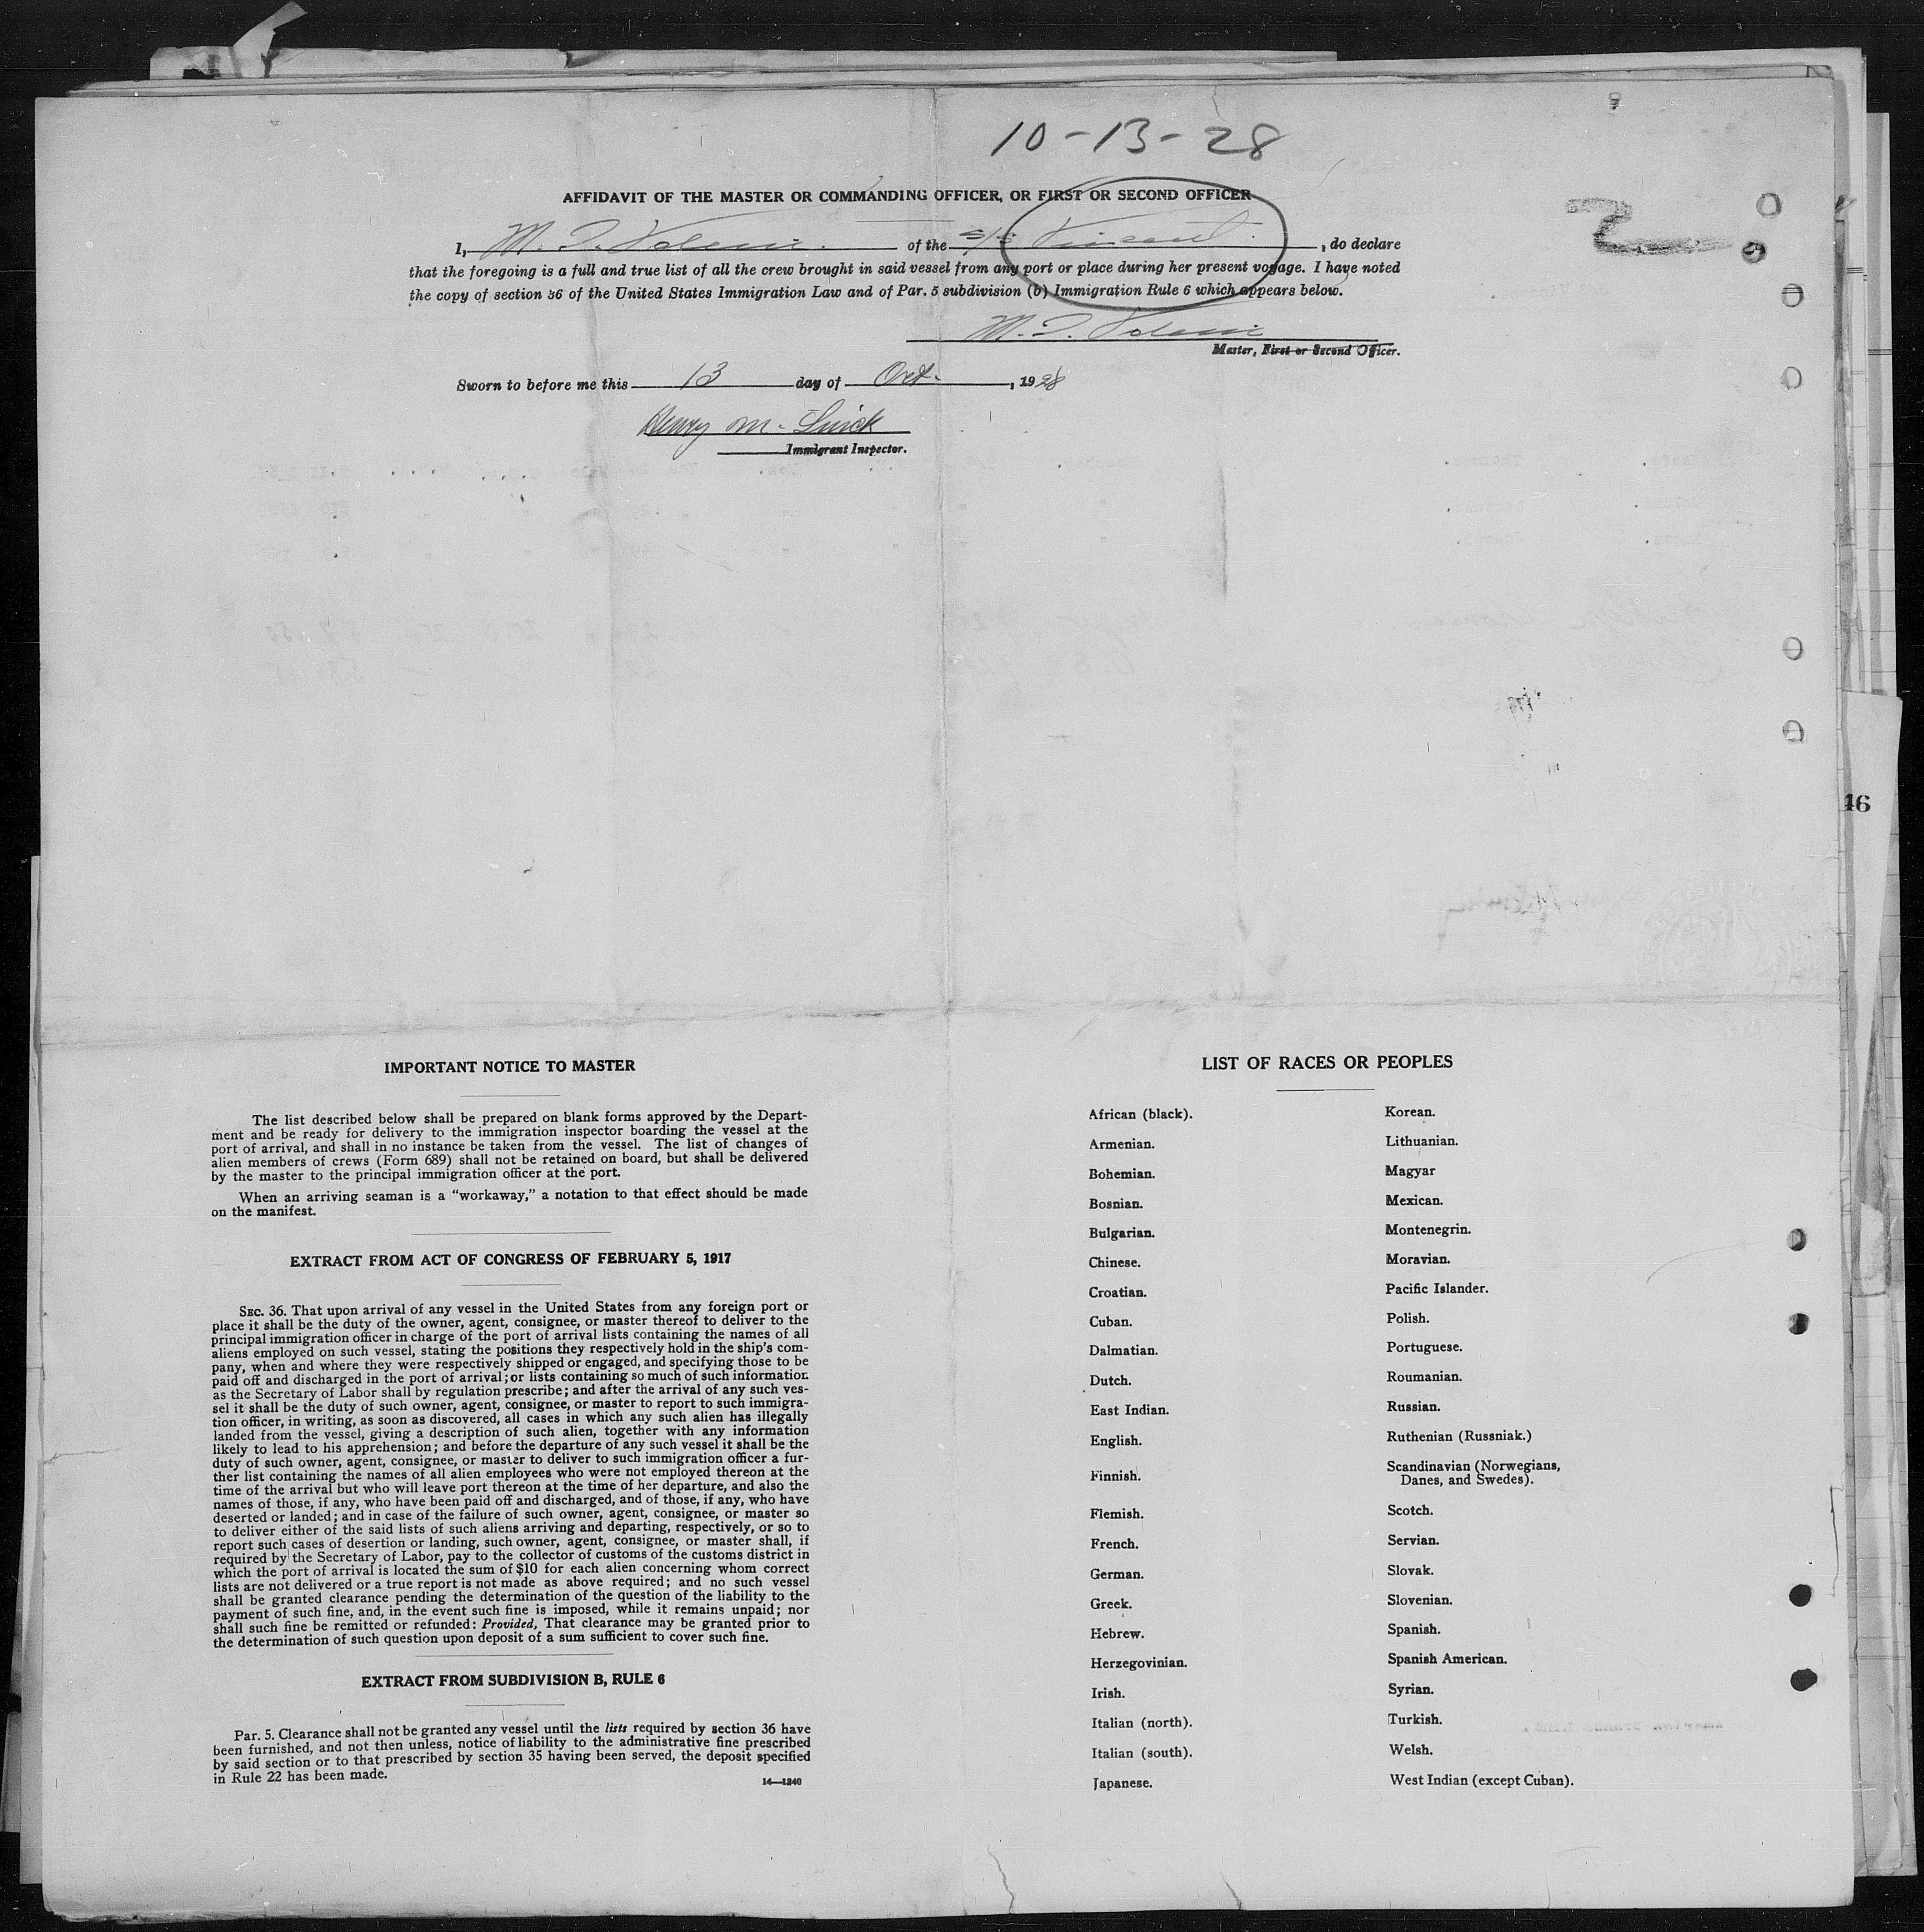 10-13-28
2
AFFIDAVIT OF THE MASTER OR COMMANDING OFFICER, OR FIRST OR SECOND OFFICER
I, M. of the S/S Vincent, do declare
that the foregoing is a full and true list of all the crew brought in said vessel from any port or place during her present voyage. I have noted
the copy of section 36 of the United States Immigration Law and of Par. 5 subdivision (b) Immigration Rule 6 which appears below.
M.
Master, First or Second Officer.
Sworn to before me this 13 day of Oct., 1928
Henry M.
Immigrant Inspector.
46
IMPORTANT NOTICE TO MASTER
The list described below shall be prepared on blank forms approved by the Depart-
ment and be ready for delivery to the immigration inspector boarding the vessel at the
port of arrival, and shall in no instance be taken from the vessel. The list of changes of
alien members of crews (Form 689) shall not be retained on board, but shall be delivered
by the master to the principal immigration officer at the port.
When an arriving seaman is a "workaway," a notation to that effect should be made
on the manifest.
EXTRACT FROM ACT OF CONGRESS OF FEBRUARY 5, 1917
SEC. 36. That upon arrival of any vessel in the United States from any foreign port or
place it shall be the duty of the owner, agent, consignee, or master thereof to deliver to the
principal immigration officer in charge of the port of arrival lists containing the names of all
aliens employed on such vessel, stating the positions they respectively hold in the ship's com-
pany, when and where they were respectively shipped or engaged, and specifying those to be
paid off and discharged in the port of arrival; or lists containing so much of such information
as the Secretary of Labor shall by regulation prescribe; and after the arrival of any such ves-
sel it shall be the duty of such owner, agent, consignee, or master to report to such immigra-
tion officer, in writing, as soon as discovered, all cases in which any such alien has illegally
landed from the vessel, giving a description of such alien, together with any information
likely to lead to his apprehension; and before the departure of any such vessel it shall be the
duty of such owner, agent, consignee, or master to deliver to such immigration officer a fur-
ther list containing the names of all alien employees who were not employed thereon at the
time of the arrival but who will leave port thereon at the time of her departure, and also the
names of those, if any, who have been paid off and discharged, and of those, if any, who have
deserted or landed; and in case of the failure of such owner, agent, consignee, or master so
to deliver either of the said lists of such aliens arriving and departing, respectively, or so to
report such cases of desertion or landing, such owner, agent, consignee, or master shall, if
required by the Secretary of Labor, pay to the collector of customs of the customs district in
which the port of arrival is located the sum of $10 for each alien concerning whom correct
lists are not delivered or a true report is not made as above required; and no such vessel
shall be granted clearance pending the determination of the question of the liability to the
payment of such fine, and, in the event such fine is imposed, while it remains unpaid; nor
shall such fine be remitted or refunded: Provided, That clearance may be granted prior to
the determination of such question upon deposit of a sum sufficient to cover such fine.
EXTRACT FROM SUBDIVISION B, RULE 6
Par. 5. Clearance shall not be granted any vessel until the lists required by section 36 have
been furnished, and not then unless, notice of liability to the administrative fine prescribed
by said section or to that prescribed by section 35 having been served, the deposit specified
in Rule 22 has been made.
14—1240
LIST OF RACES OR PEOPLES
African (black).
Armenian.
Bohemian.
Bosnian.
Bulgarian.
Chinese.
Croatian.
Cuban.
Dalmatian.
Dutch.
East Indian.
English.
Finnish.
Flemish.
French.
German.
Greek.
Hebrew.
Herzegovinian.
Irish.
Italian (north).
Italian (south).
Japanese.
Korean.
Lithuanian.
Magyar
Mexican.
Montenegrin.
Moravian.
Pacific Islander.
Polish.
Portuguese.
Roumanian.
Russian.
Ruthenian (Russniak.)
Scandinavian (Norwegians,
Danes, and Swedes).
Scotch.
Servian.
Slovak.
Slovenian.
Spanish.
Spanish American.
Syrian.
Turkish.
Welsh.
West Indian (except Cuban).